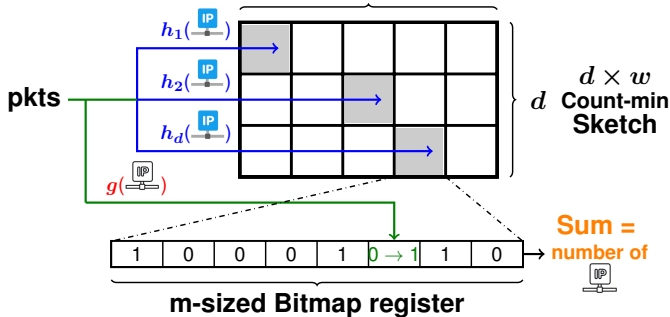 h₁( IP )
h₂( IP )
pkts
d
d × w
Count-min
Sketch
h_d( IP )
g( IP )
Sum =
number of
IP
1 0 0 0 1 0 → 1 1 0
m-sized Bitmap register